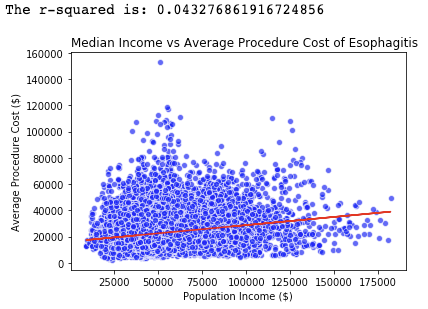 The r-squared is: 0.043276861916724856
Median Income vs Average Procedure Cost of Esophagitis
160000
140000
120000
100000
80000
60000
40000
20000
0
Average Procedure Cost ($)
25000 50000 75000 100000 125000 150000 175000
Population Income ($)